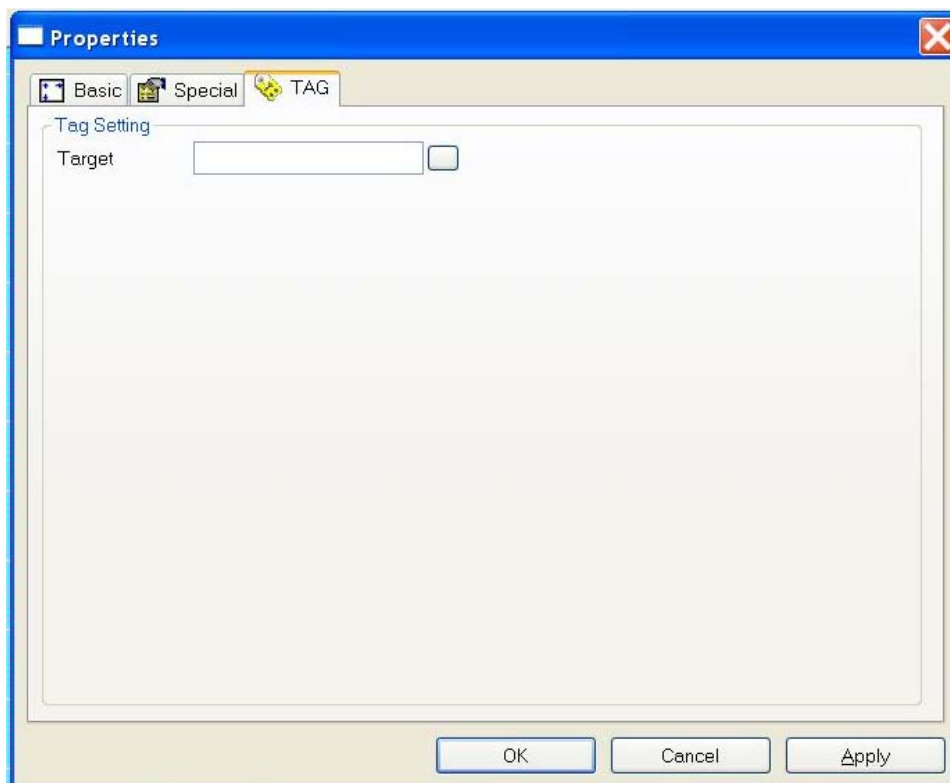 Properties
Basic Special TAG
Tag Setting
Target
OK Cancel Apply